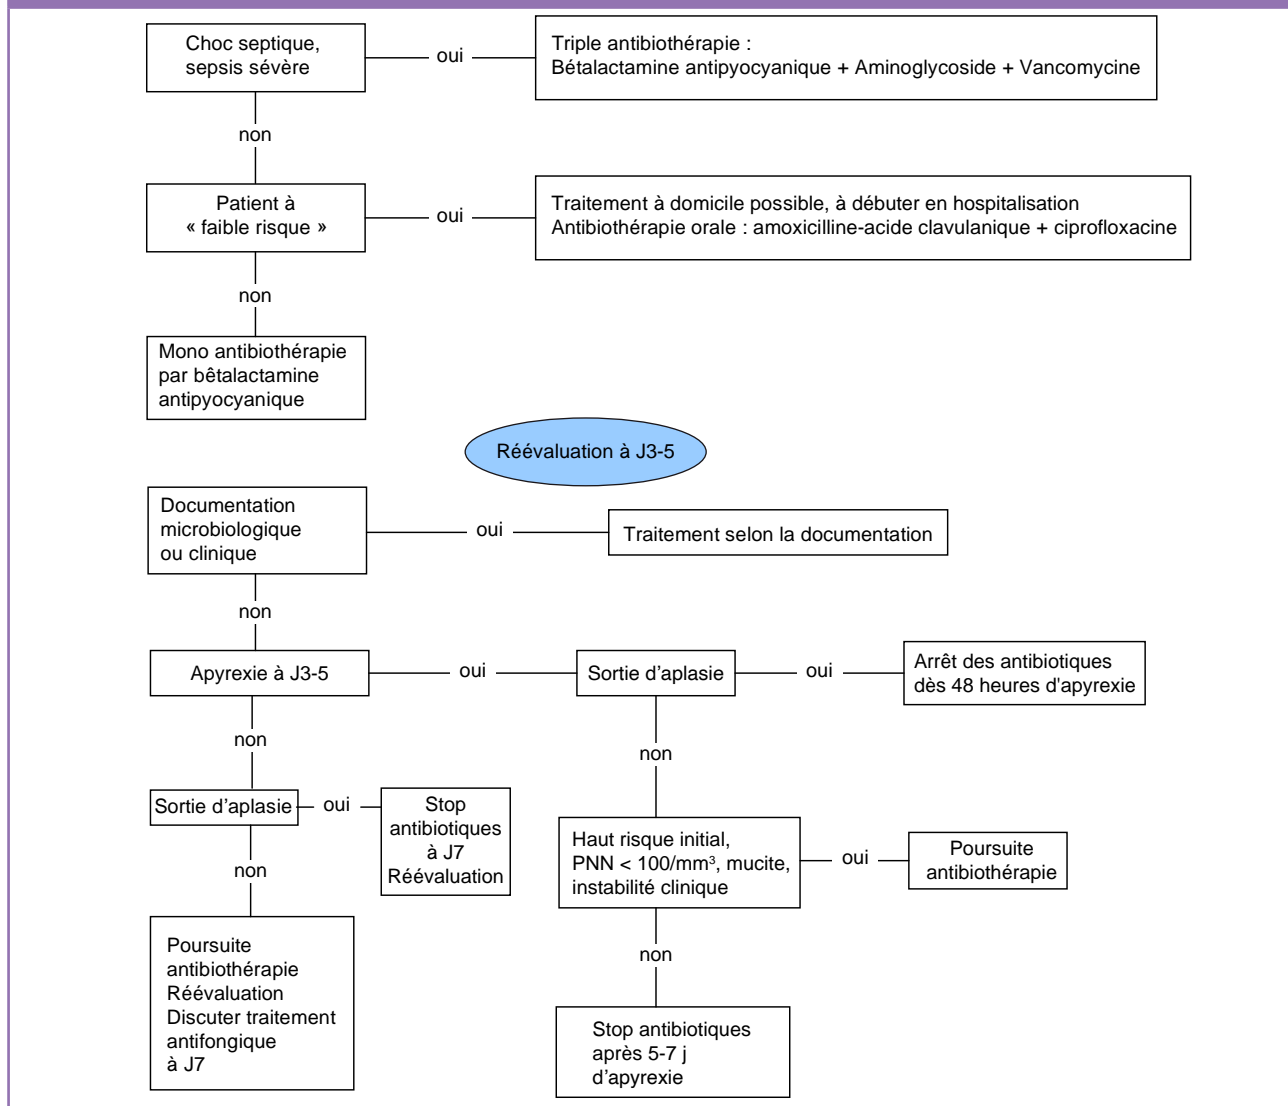 Choc septique,
sepsis sévère
oui
Triple antibiothérapie :
Bétalactamine antipyocyanique + Aminoglycoside + Vancomycine
non
Patient à
« faible risque »
oui
Traitement à domicile possible, à débuter en hospitalisation
Antibiothérapie orale : amoxicilline-acide clavulanique + ciprofloxacine
non
Mono antibiothérapie
par bêtalactamine
antipyocyanique
Réévaluation à J3-5
Documentation
microbiologique
ou clinique
oui
Traitement selon la documentation
non
Apyrexie à J3-5
oui
Sortie d’aplasie
oui
Arrêt des antibiotiques
dès 48 heures d'apyrexie
non
Sortie d’aplasie
oui
Stop
antibiotiques
à J7
Réévaluation
non
Poursuite
antibiothérapie
Réévaluation
Discuter traitement
antifongique
à J7
non
Haut risque initial,
PNN < 100/mm³, mucite,
instabilité clinique
oui
Poursuite
antibiothérapie
non
Stop antibiotiques
après 5-7 j
d’apyrexie